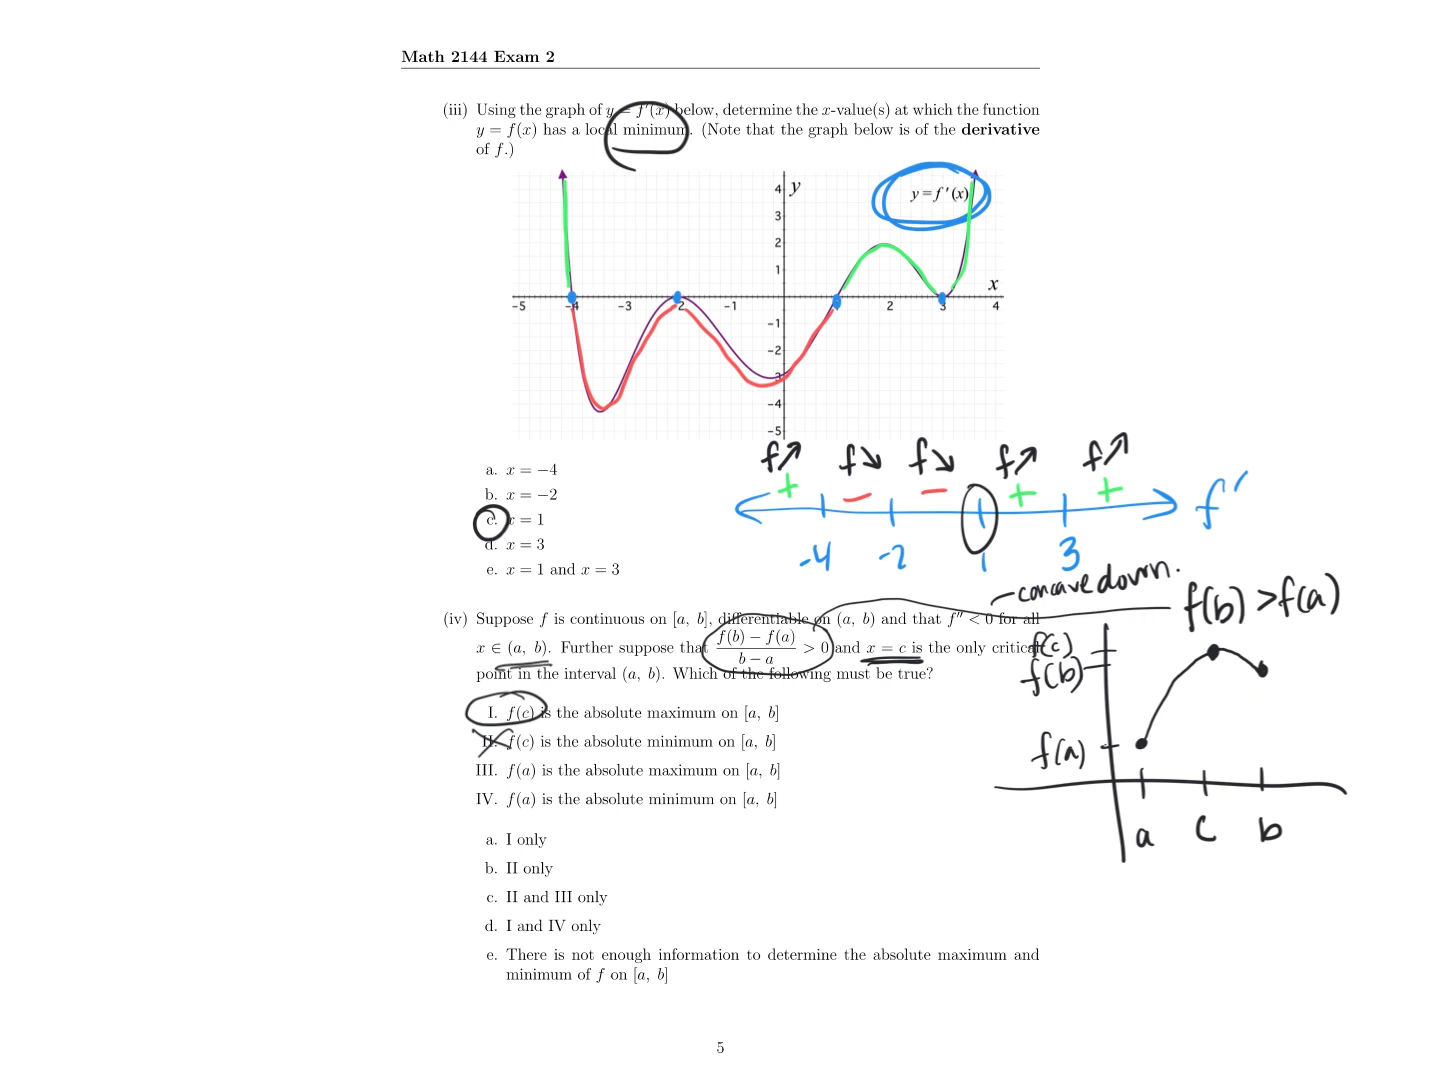 Math 2144 Exam 2
(iii) Using the graph of y = f′(x) below, determine the x-value(s) at which the function
y = f(x) has a local minimum. (Note that the graph below is of the derivative
of f.)
4 y
y = f ′ (x)
3
2
1
x
-5 -4 -3 -2 -1 2 3 4
-1
-2
-3
-4
-5
f↗ f↘ f↘ f↗ f↗
+ − − + +
f′
-4 -2 1 3
a. x = −4
b. x = −2
c. x = 1
d. x = 3
e. x = 1 and x = 3
concave down.
f(b) > f(a)
(iv) Suppose f is continuous on [a, b], differentiable on (a, b) and that f″ < 0 for all
x ∈ (a, b). Further suppose that f(b) − f(a) / b − a > 0 and x = c is the only critical
point in the interval (a, b). Which of the following must be true?
f(c)
f(b)
f(a)
a c b
I. f(c) is the absolute maximum on [a, b]
II. f(c) is the absolute minimum on [a, b]
III. f(a) is the absolute maximum on [a, b]
IV. f(a) is the absolute minimum on [a, b]
a. I only
b. II only
c. II and III only
d. I and IV only
e. There is not enough information to determine the absolute maximum and
minimum of f on [a, b]
5